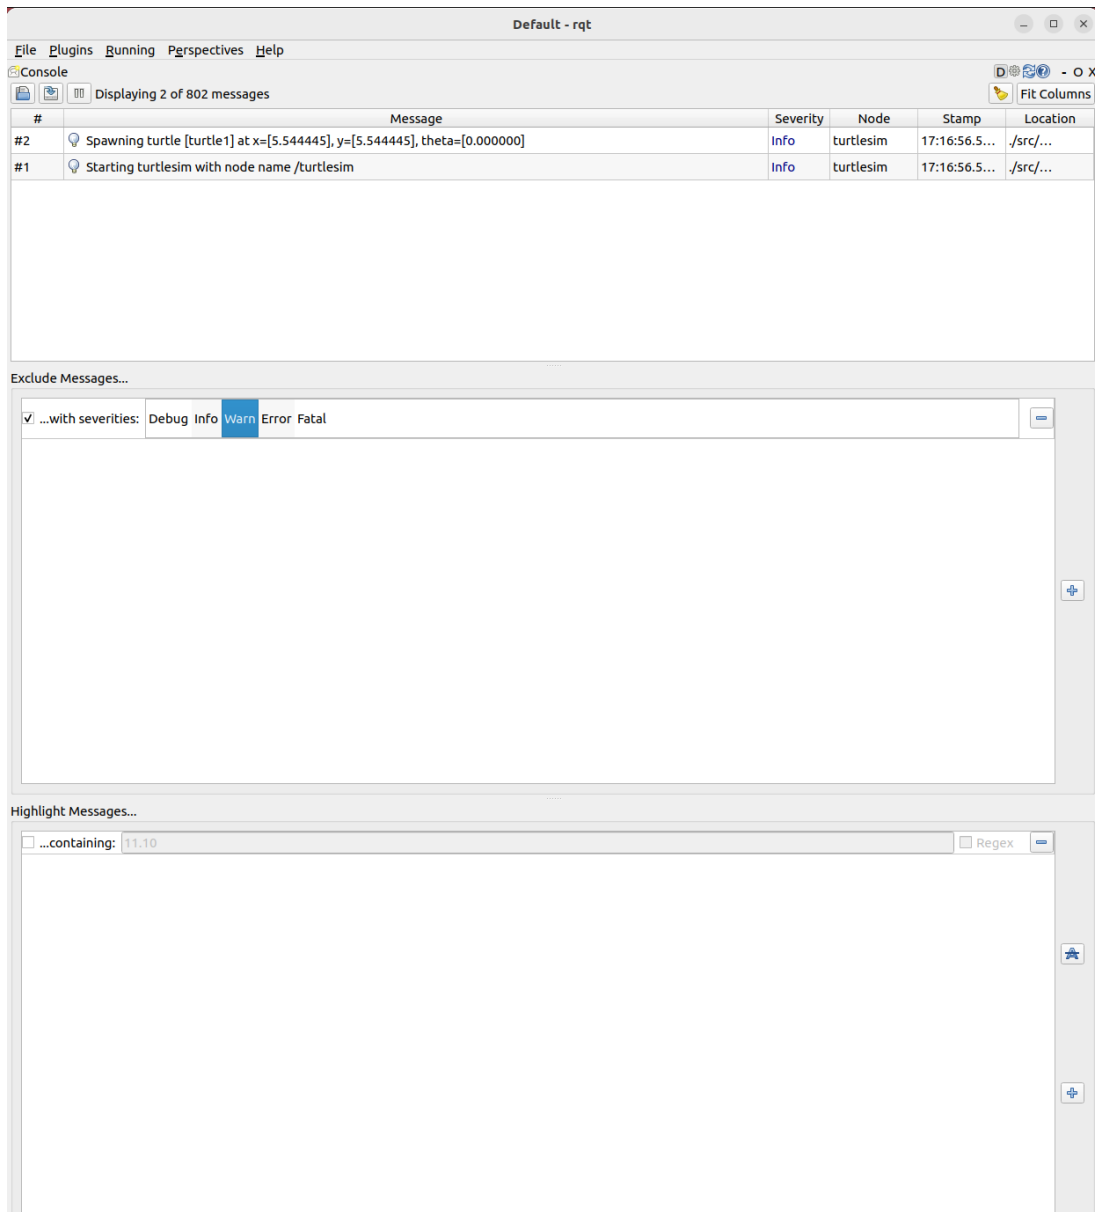 Default - rqt
File Plugins Running Perspectives Help
Console D - O X
Displaying 2 of 802 messages Fit Columns
# Message Severity Node Stamp Location
#2 Spawning turtle [turtle1] at x=[5.544445], y=[5.544445], theta=[0.000000] Info turtlesim 17:16:56.5... ./src/...
#1 Starting turtlesim with node name /turtlesim Info turtlesim 17:16:56.5... ./src/...
Exclude Messages...
...with severities: Debug Info Warn Error Fatal
Highlight Messages...
...containing: 11.10 Regex